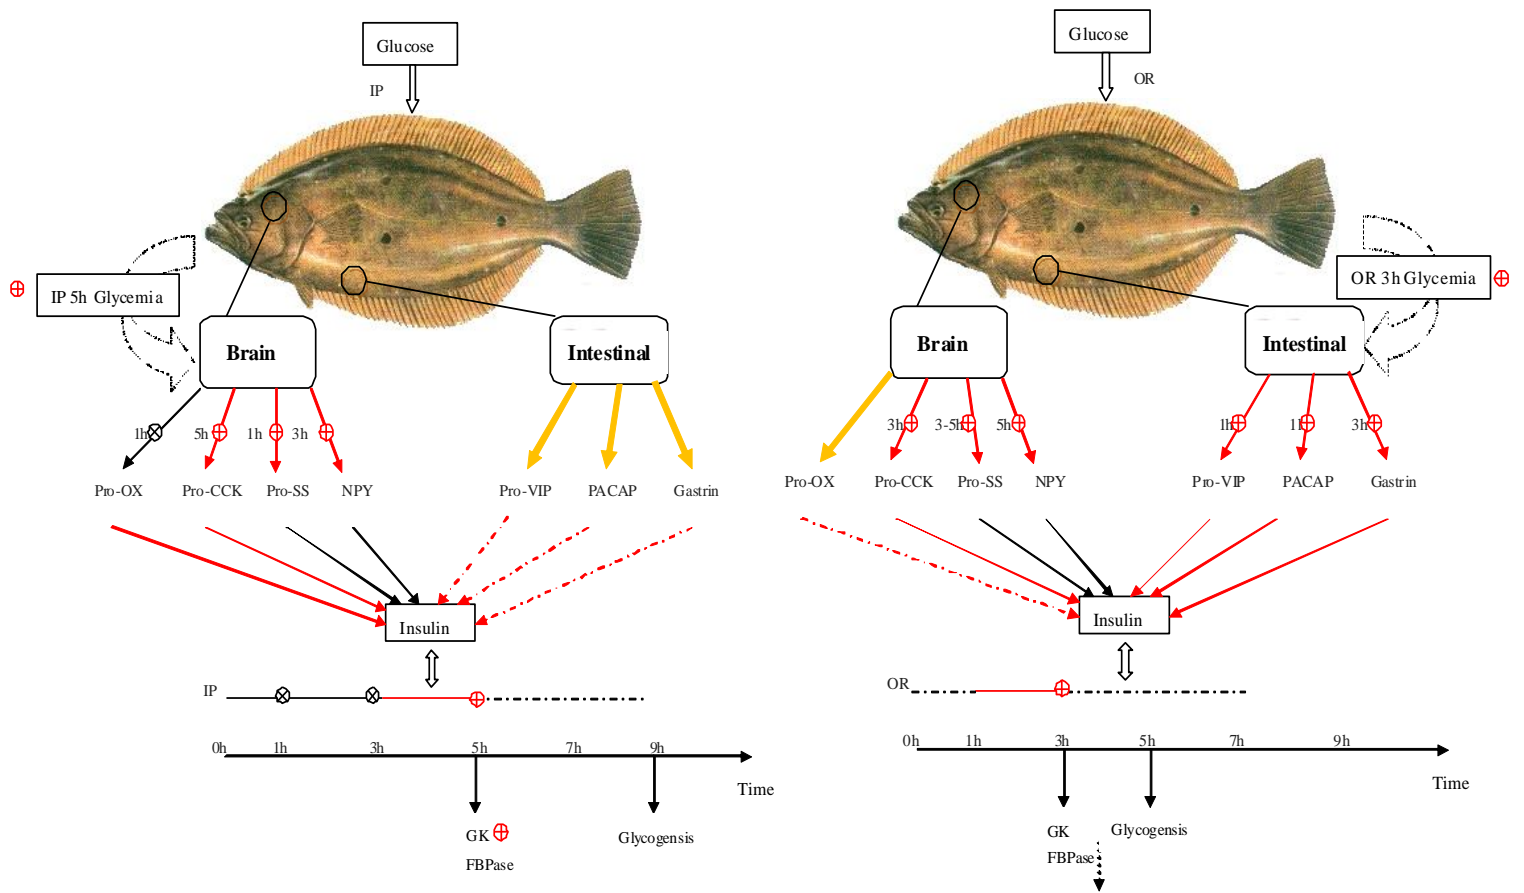 Glucose
IP
IP 5h Glycemia
Brain
Intestinal
1h
5h
1h
3h
Pro-OX
Pro-CCK
Pro-SS
NPY
Pro-VIP
PACAP
Gastrin
Insulin
IP
0h
1h
3h
5h
7h
9h
Time
GK
FBPase
Glycogensis
Glucose
OR
OR 3h Glycemia
Brain
Intestinal
3h
3-5h
5h
1h
1h
3h
Pro-OX
Pro-CCK
Pro-SS
NPY
Pro-VIP
PACAP
Gastrin
Insulin
OR
0h
1h
3h
5h
7h
9h
Time
GK
FBPase
Glycogensis